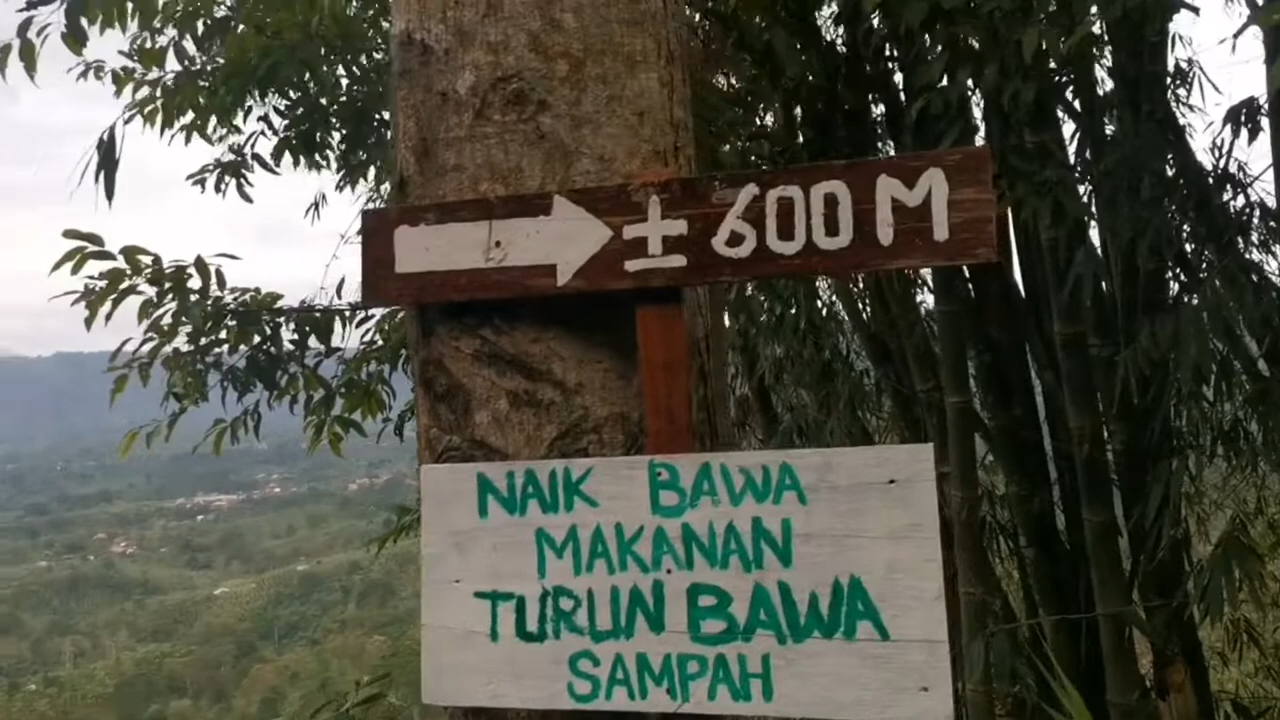 ± 600 M
NAIK BAWA
MAKANAN
TURUN BAWA
SAMPAH